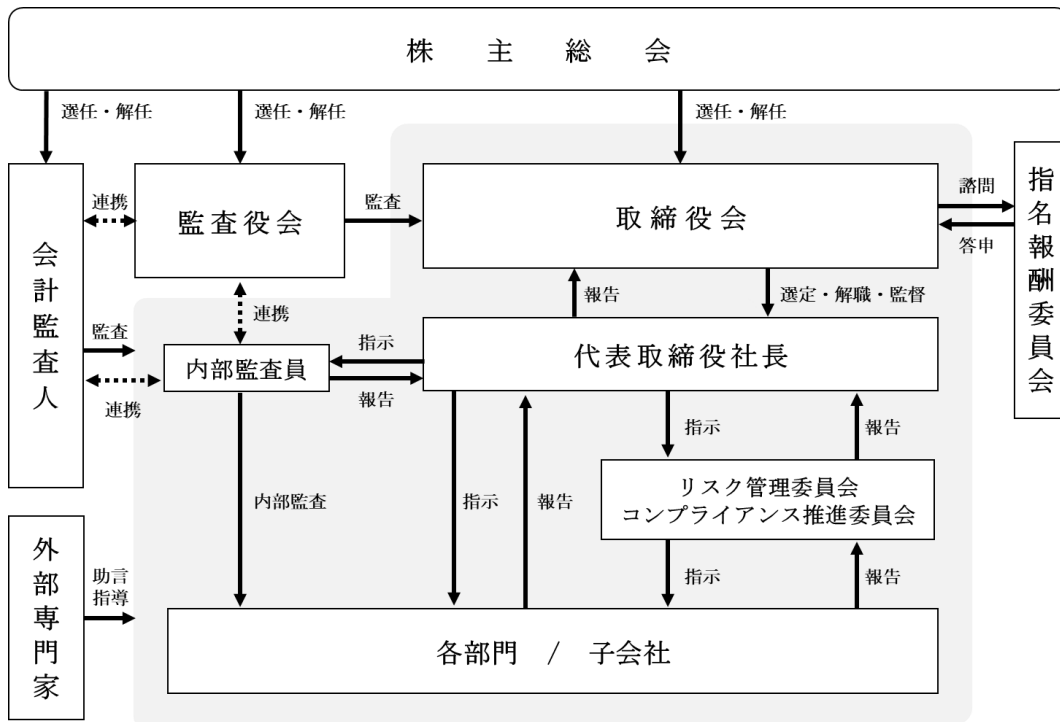 株主総会
選任・解任
選任・解任
選任・解任
会計監査人
連携
監査役会
監査
取締役会
諮問
答申
指名報酬委員会
連携
報告
選定・解職・監督
監査
連携
内部監査員
指示
報告
代表取締役社長
指示
報告
リスク管理委員会
コンプライアンス推進委員会
内部監査
指示
報告
指示
報告
外部専門家
助言
指導
各部門 / 子会社